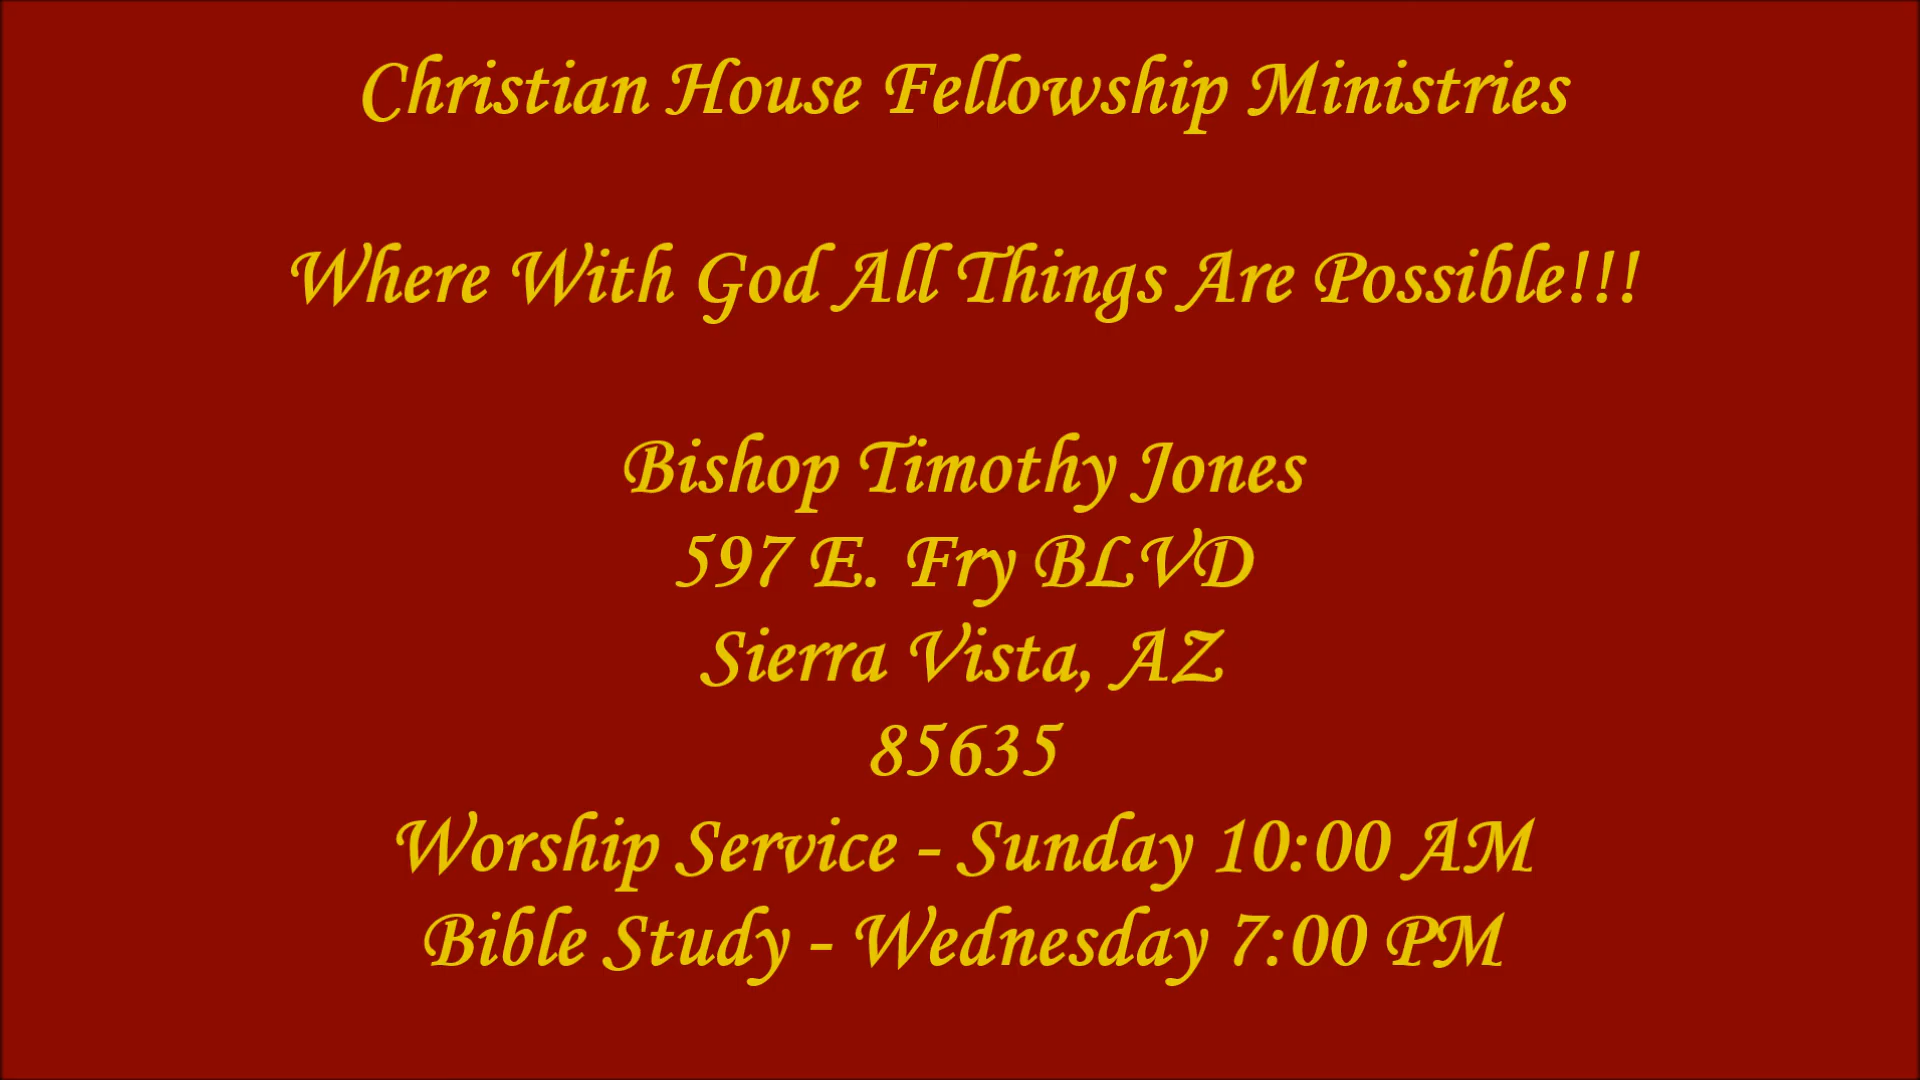 Christian House Fellowship Ministries
Where With God All Things Are Possible!!!
Bishop Timothy Jones
597 E. Fry BLVD
Sierra Vista, AZ
85635
Worship Service - Sunday 10:00 AM
Bible Study - Wednesday 7:00 PM